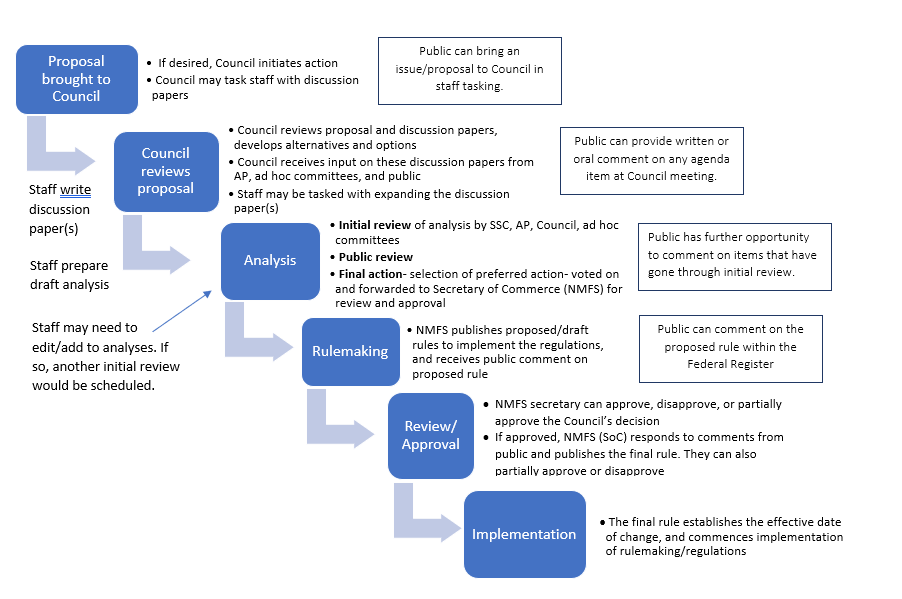 Proposal
brought to
Council
• If desired, Council initiates action
• Council may task staff with discussion
papers
Public can bring an
issue/proposal to Council in
staff tasking.
Council
reviews
proposal
• Council reviews proposal and discussion papers,
develops alternatives and options
• Council receives input on these discussion papers from
AP, ad hoc committees, and public
• Staff may be tasked with expanding the discussion
paper(s)
Public can provide written or
oral comment on any agenda
item at Council meeting.
Staff write
discussion
paper(s)
Analysis
• Initial review of analysis by SSC, AP, Council, ad hoc
committees
• Public review
• Final action- selection of preferred action- voted on
and forwarded to Secretary of Commerce (NMFS) for
review and approval
Public has further opportunity
to comment on items that have
gone through initial review.
Staff prepare
draft analysis
Staff may need to
edit/add to analyses. If
so, another initial review
would be scheduled.
Rulemaking
• NMFS publishes proposed/draft
rules to implement the regulations,
and receives public comment on
proposed rule
Public can comment on the
proposed rule within the
Federal Register
Review/
Approval
• NMFS secretary can approve, disapprove, or partially
approve the Council's decision
• If approved, NMFS (SoC) responds to comments from
public and publishes the final rule. They can also
partially approve or disapprove
Implementation
• The final rule establishes the effective date
of change, and commences implementation
of rulemaking/regulations